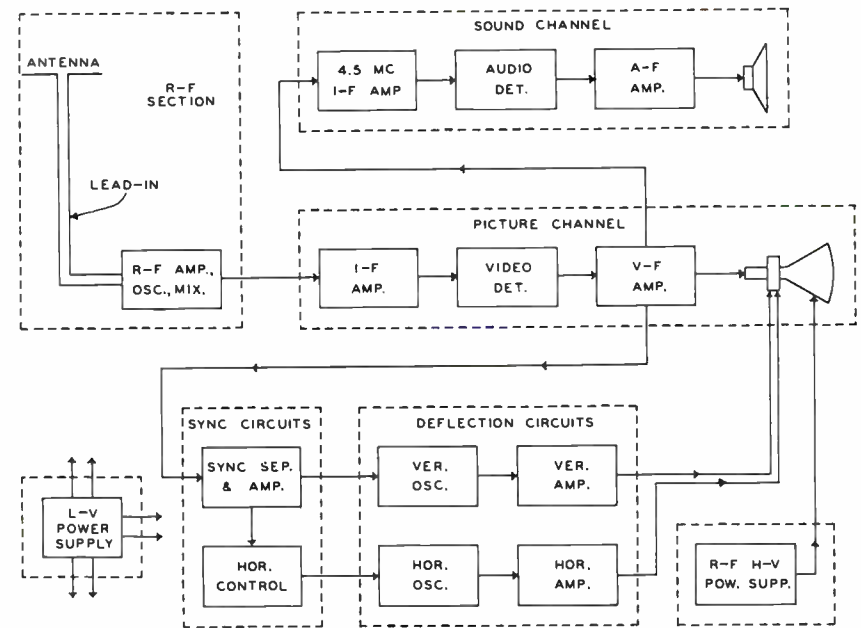 SOUND CHANNEL
4.5 MC
I-F AMP
AUDIO
DET.
A-F
AMP.
ANTENNA
R-F
SECTION
LEAD-IN
R-F AMP.,
OSC., MIX.
PICTURE CHANNEL
I-F
AMP.
VIDEO
DET.
V-F
AMP.
SYNC CIRCUITS
SYNC SEP.
& AMP.
HOR.
CONTROL
DEFLECTION CIRCUITS
VER.
OSC.
VER.
AMP.
HOR.
OSC.
HOR.
AMP.
L-V
POWER
SUPPLY
R-F H-V
POW. SUPP.